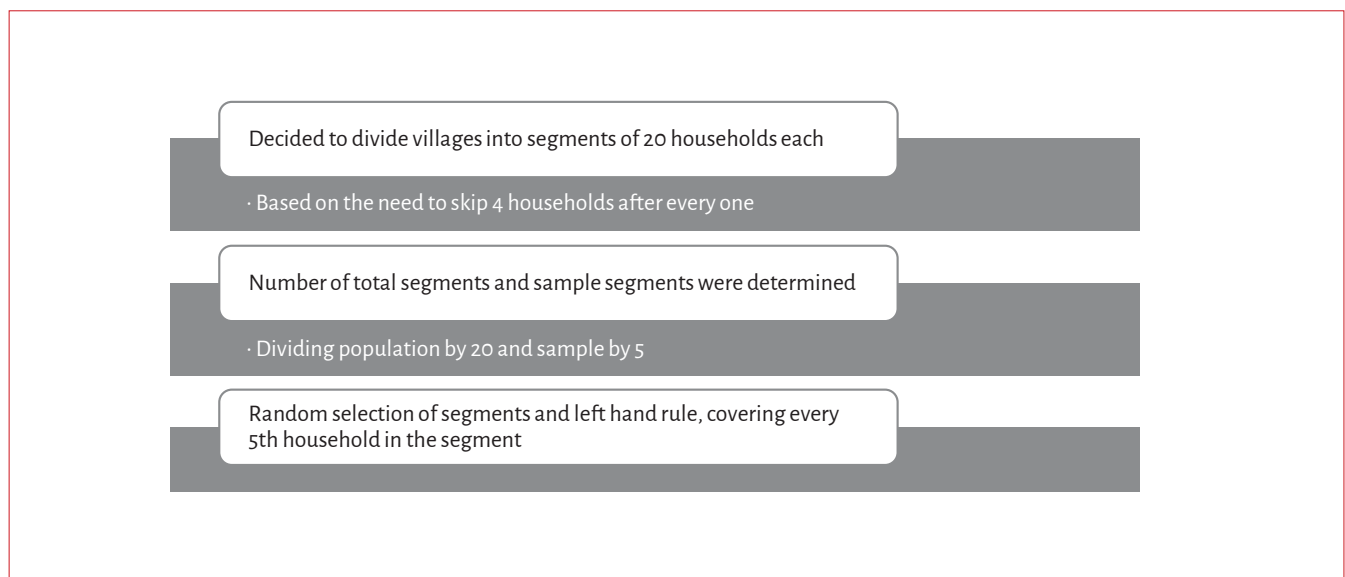 Decided to divide villages into segments of 20 households each
· Based on the need to skip 4 households after every one
Number of total segments and sample segments were determined
· Dividing population by 20 and sample by 5
Random selection of segments and left hand rule, covering every
5th household in the segment